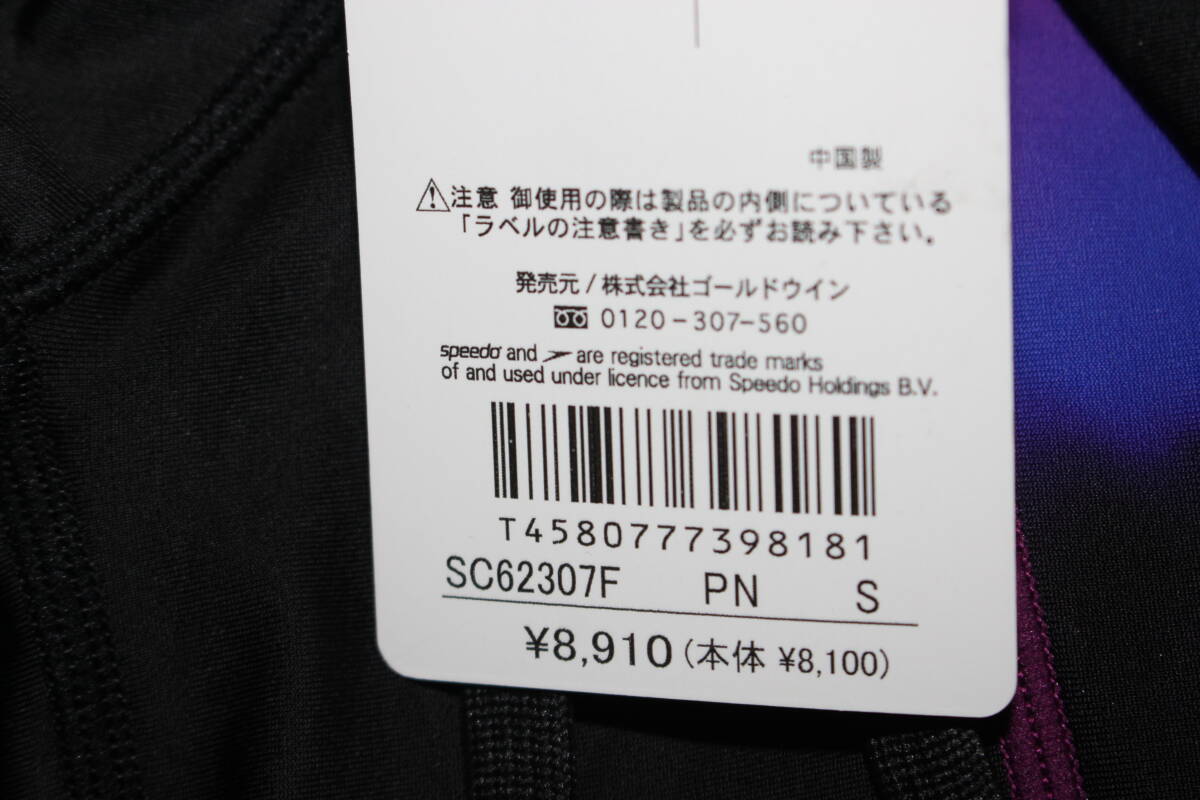 中国製
注意 御使用の際は製品の内側についている
「ラベルの注意書き」を必ずお読み下さい。
発売元/株式会社ゴールドウイン
0120-307-560
speedo and are registered trade marks
of and used under licence from Speedo Holdings B.V.
T4580777398181
SC62307F PN S
¥8,910(本体 ¥8,100)